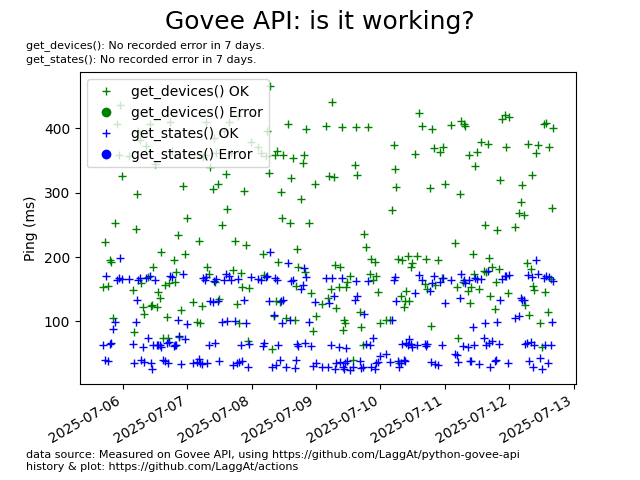 Govee API: is it working?
get_devices(): No recorded error in 7 days.
get_states(): No recorded error in 7 days.
get_devices() OK
get_devices() Error
get_states() OK
get_states() Error
Ping (ms)
400
300
200
100
2025-07-06
2025-07-07
2025-07-08
2025-07-09
2025-07-10
2025-07-11
2025-07-12
2025-07-13
data source: Measured on Govee API, using https://github.com/LaggAt/python-govee-api
history & plot: https://github.com/LaggAt/actions